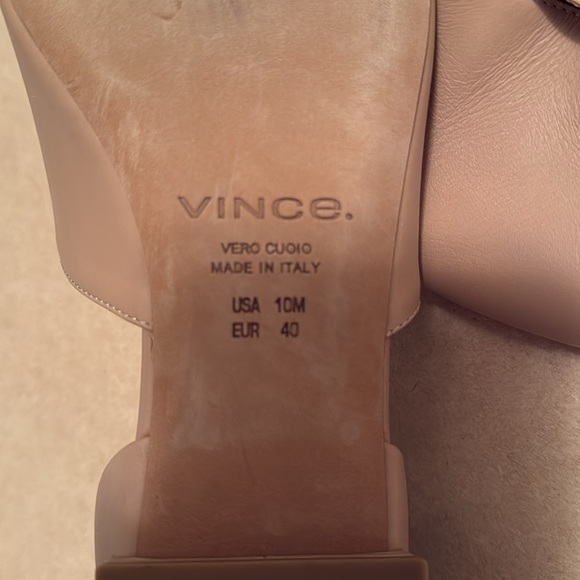 VINCe.
VERO CUOIO
MADE IN ITALY
USA 10M
EUR 40